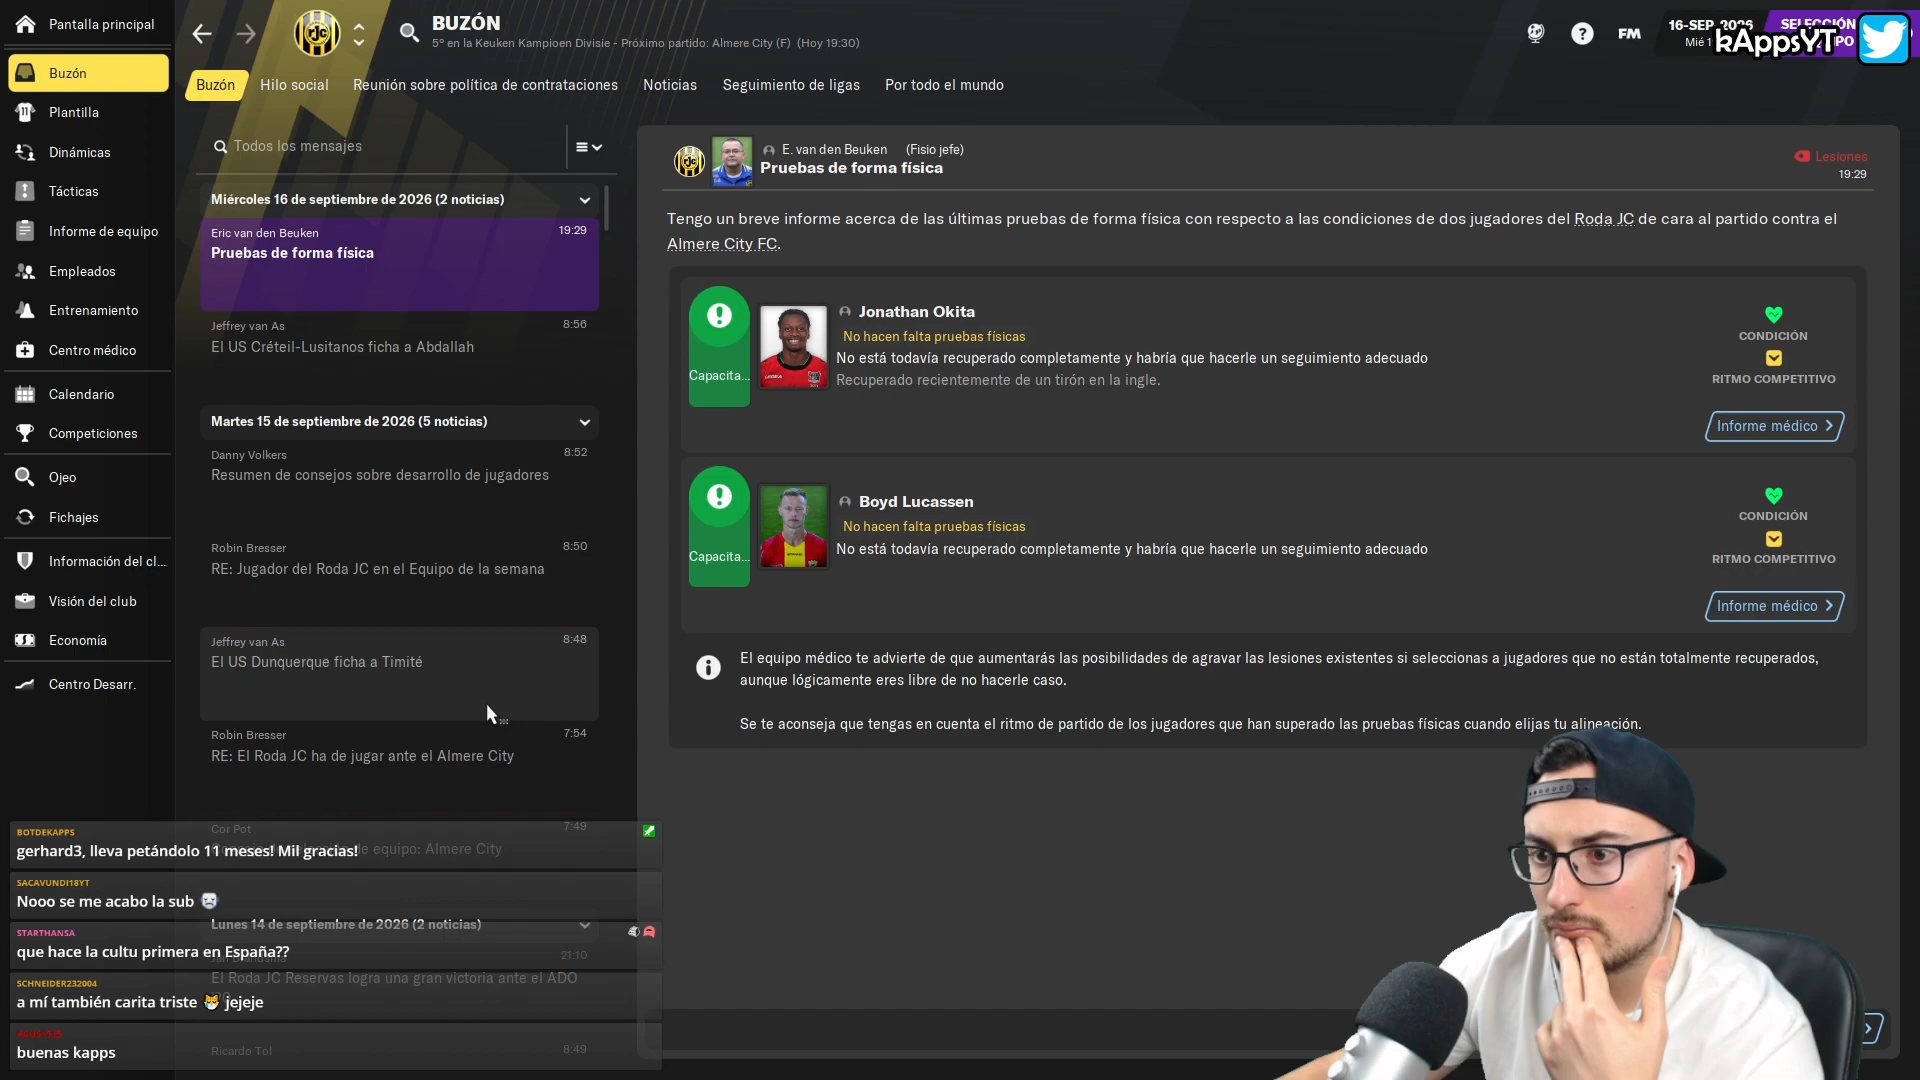 Pantalla principal
Buzón
Plantilla
Dinámicas
Tácticas
Informe de equipo
Empleados
Entrenamiento
Centro médico
Calendario
Competiciones
Ojeo
Fichajes
Información del cl...
Visión del club
Economía
Centro Desarr.
BUZÓN
5º en la Keuken Kampioen Divisie - Próximo partido: Almere City (F) (Hoy 19:30)
FM
16-SEP. 2026
Mié
SELECCIÓN
kAppsYT
Buzón
Hilo social
Reunión sobre política de contrataciones
Noticias
Seguimiento de ligas
Por todo el mundo
Todos los mensajes
Miércoles 16 de septiembre de 2026 (2 noticias)
Eric van den Beuken 19:29
Pruebas de forma física
Jeffrey van As 8:56
El US Créteil-Lusitanos ficha a Abdallah
Martes 15 de septiembre de 2026 (5 noticias)
Danny Volkers 8:52
Resumen de consejos sobre desarrollo de jugadores
Robin Bresser 8:50
RE: Jugador del Roda JC en el Equipo de la semana
Jeffrey van As 8:48
El US Dunquerque ficha a Timité
Robin Bresser 7:54
RE: El Roda JC ha de jugar ante el Almere City
Cor Pot 7:49
de equipo: Almere City
Lunes 14 de septiembre de 2026 (2 noticias)
21:10
El Roda JC Reservas logra una gran victoria ante el ADO
Ricardo Tol 8:49
BOTDEKAPPS
gerhard3, lleva petándolo 11 meses! Mil gracias!
SACAVUNDI18YT
Nooo se me acabo la sub
STARTHANSA
que hace la cultu primera en España??
SCHNEIDER232004
a mí también carita triste jejeje
buenas kapps
E. van den Beuken (Fisio jefe)
Pruebas de forma física
Lesiones
19:29
Tengo un breve informe acerca de las últimas pruebas de forma física con respecto a las condiciones de dos jugadores del Roda JC de cara al partido contra el
Almere City FC.
Capacita...
Jonathan Okita
No hacen falta pruebas físicas
No está todavía recuperado completamente y habría que hacerle un seguimiento adecuado
Recuperado recientemente de un tirón en la ingle.
CONDICIÓN
RITMO COMPETITIVO
Informe médico
Capacita...
Boyd Lucassen
No hacen falta pruebas físicas
No está todavía recuperado completamente y habría que hacerle un seguimiento adecuado
CONDICIÓN
RITMO COMPETITIVO
Informe médico
El equipo médico te advierte de que aumentarás las posibilidades de agravar las lesiones existentes si seleccionas a jugadores que no están totalmente recuperados,
aunque lógicamente eres libre de no hacerle caso.
Se te aconseja que tengas en cuenta el ritmo de partido de los jugadores que han superado las pruebas físicas cuando elijas tu alineación.